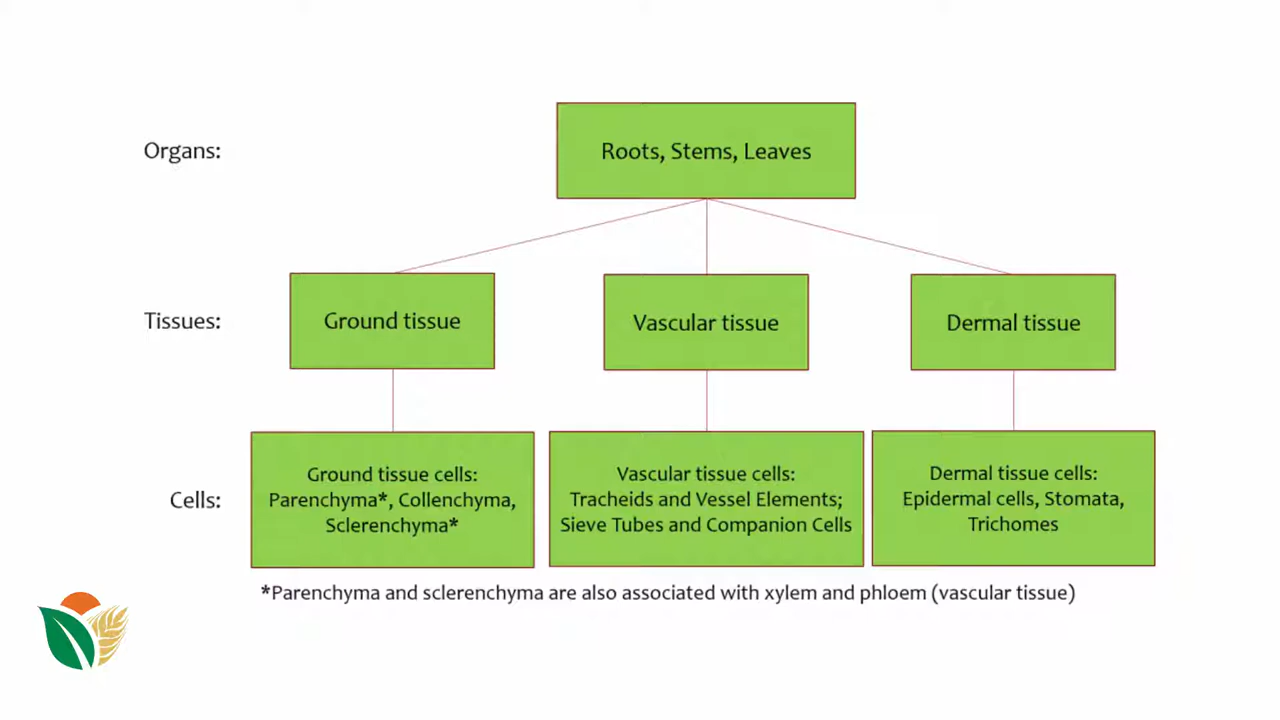 Organs:
Roots, Stems, Leaves
Tissues:
Ground tissue
Vascular tissue
Dermal tissue
Cells:
Ground tissue cells:
Parenchyma*, Collenchyma,
Sclerenchyma*
Vascular tissue cells:
Tracheids and Vessel Elements;
Sieve Tubes and Companion Cells
Dermal tissue cells:
Epidermal cells, Stomata,
Trichomes
*Parenchyma and sclerenchyma are also associated with xylem and phloem (vascular tissue)